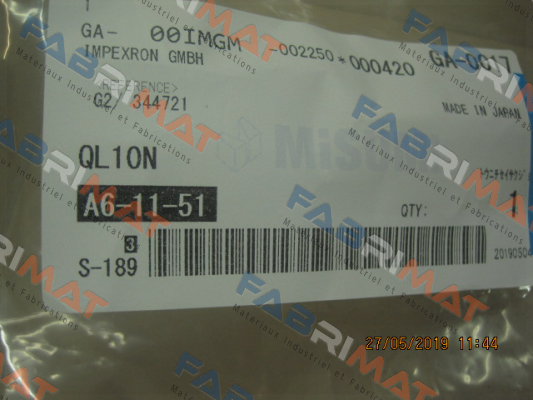 1
GA- 00IMGM -002250*000420 GA-0017
IMPEXRON GMBH
<REFERENCE>
G2/ 344721
MADE IN JAPAN
QL10N
A6-11-51
QTY: 1
3
S-189
2019050
27/05/2019 11:44
FABRIMAT
Matériaux Industriel et Fabrications